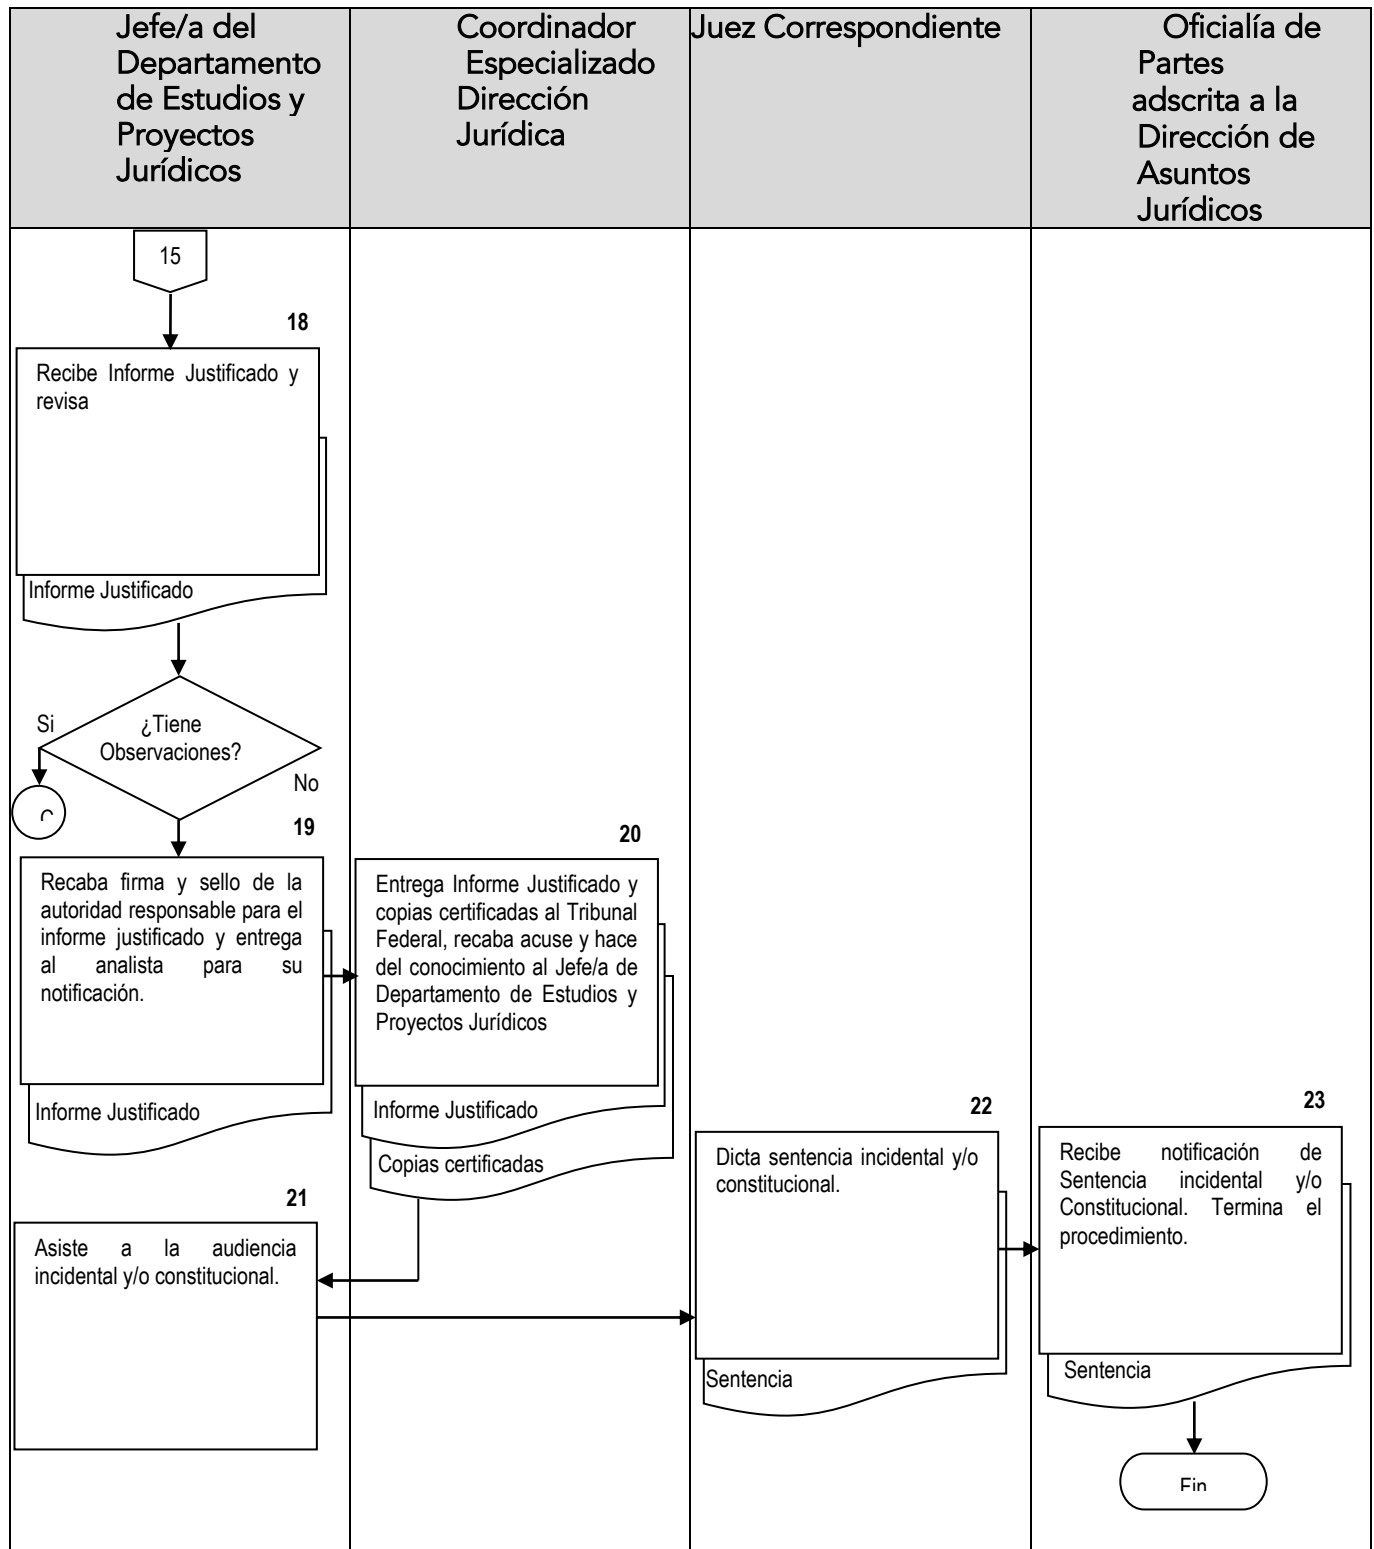 Jefe/a del
Departamento
de Estudios y
Proyectos
Jurídicos
Coordinador
Especializado
Dirección
Jurídica
Juez Correspondiente
Oficialía de
Partes
adscrita a la
Dirección de
Asuntos
Jurídicos
15
18
Recibe Informe Justificado y
revisa
Informe Justificado
¿Tiene
Observaciones?
Si
No
19
Recaba firma y sello de la
autoridad responsable para el
informe justificado y entrega
al analista para su
notificación.
Informe Justificado
20
Entrega Informe Justificado y
copias certificadas al Tribunal
Federal, recaba acuse y hace
del conocimiento al Jefe/a de
Departamento de Estudios y
Proyectos Jurídicos
Informe Justificado
Copias certificadas
21
Asiste a la audiencia
incidental y/o constitucional.
22
Dicta sentencia incidental y/o
constitucional.
Sentencia
23
Recibe notificación de
Sentencia incidental y/o
Constitucional. Termina el
procedimiento.
Sentencia
Fin